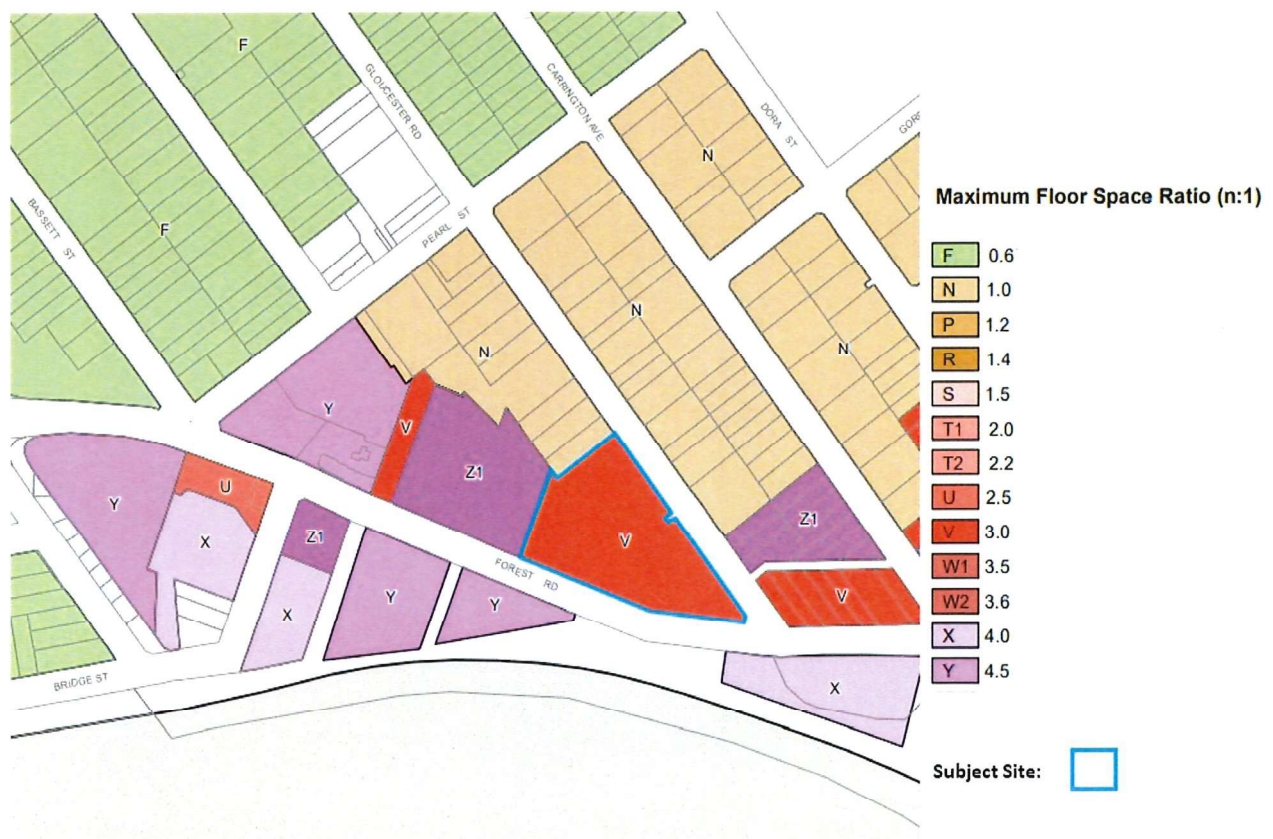 F
GLOUCESTER RD
CARRINGTON AVE
DORA ST
N
BASSETT ST
F
PEARL ST
N
N
N
Y
V
Z1
Y
U
X
Z1
V
Z1
FOREST RD
X
Y
Y
V
BRIDGE ST
X
Maximum Floor Space Ratio (n:1)
F 0.6
N 1.0
P 1.2
R 1.4
S 1.5
T1 2.0
T2 2.2
U 2.5
V 3.0
W1 3.5
W2 3.6
X 4.0
Y 4.5
Subject Site: